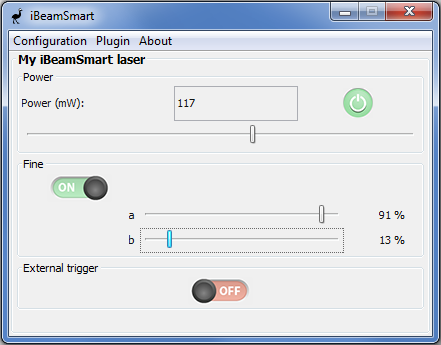 iBeamSmart
Configuration Plugin About
My iBeamSmart laser
Power
Power (mW): 117
Fine
ON
a 91 %
b 13 %
External trigger
OFF